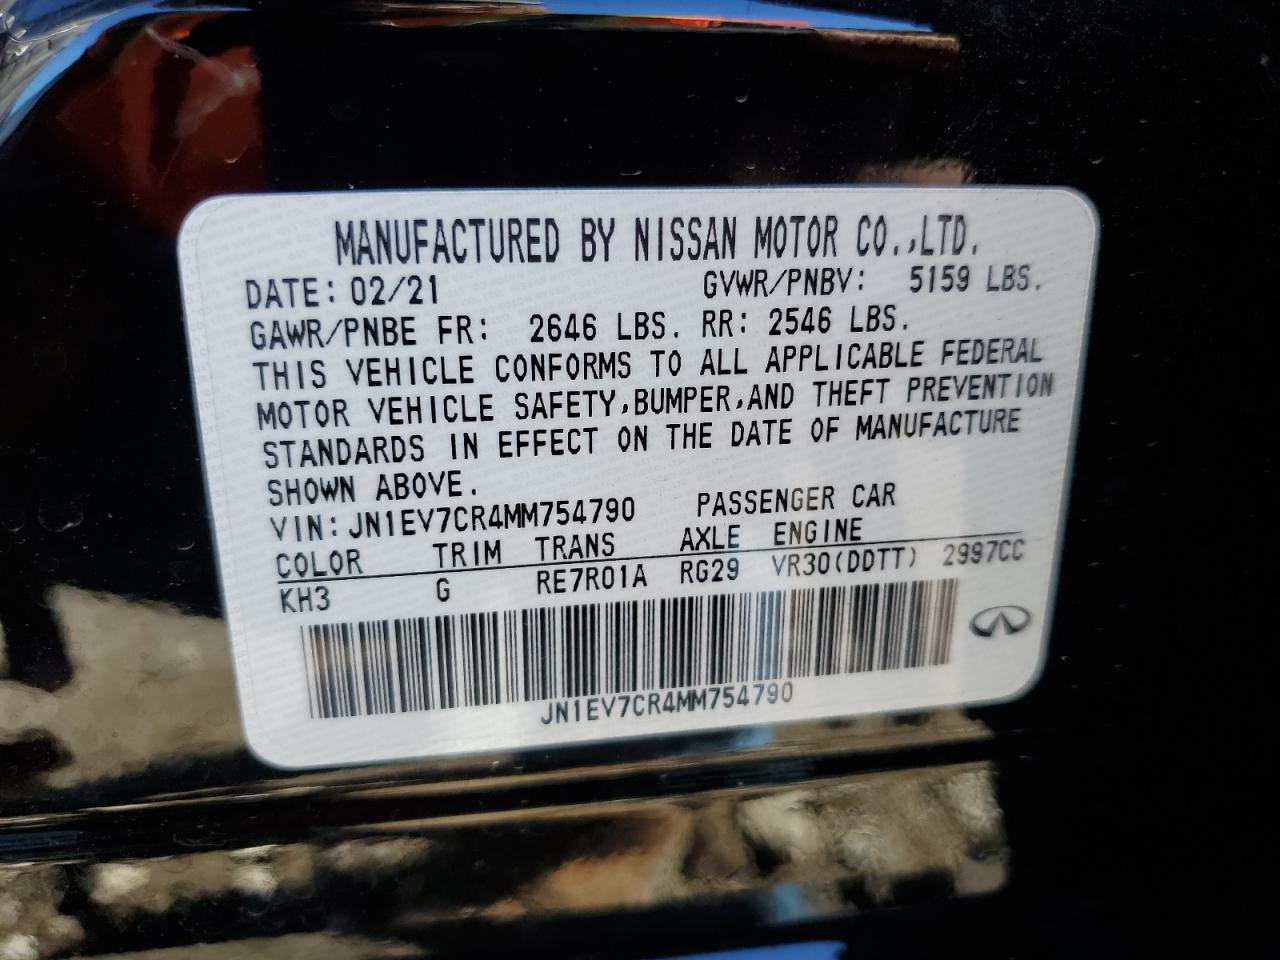 MANUFACTURED BY NISSAN MOTOR CO.,LTD.
DATE: 02/21 GVWR/PNBV: 5159 LBS.
GAWR/PNBE FR: 2646 LBS. RR: 2546 LBS.
THIS VEHICLE CONFORMS TO ALL APPLICABLE FEDERAL
MOTOR VEHICLE SAFETY,BUMPER,AND THEFT PREVENTION
STANDARDS IN EFFECT ON THE DATE OF MANUFACTURE
SHOWN ABOVE.
VIN: JN1EV7CR4MM754790 PASSENGER CAR
COLOR TRIM TRANS AXLE ENGINE
KH3 G RE7R01A RG29 VR30(DDTT) 2997CC
JN1EV7CR4MM754790